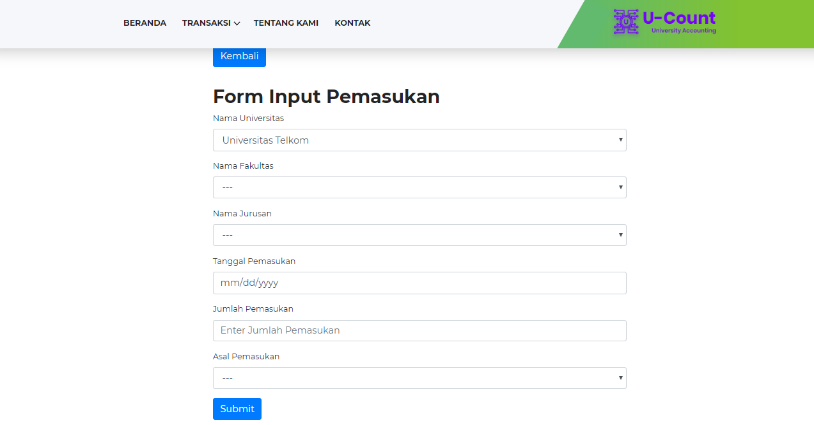 BERANDA TRANSAKSI TENTANG KAMI KONTAK
U-Count
University Accounting
Kembali
Form Input Pemasukan
Nama Universitas
Universitas Telkom
Nama Fakultas
---
Nama Jurusan
---
Tanggal Pemasukan
mm/dd/yyyy
Jumlah Pemasukan
Enter Jumlah Pemasukan
Asal Pemasukan
---
Submit